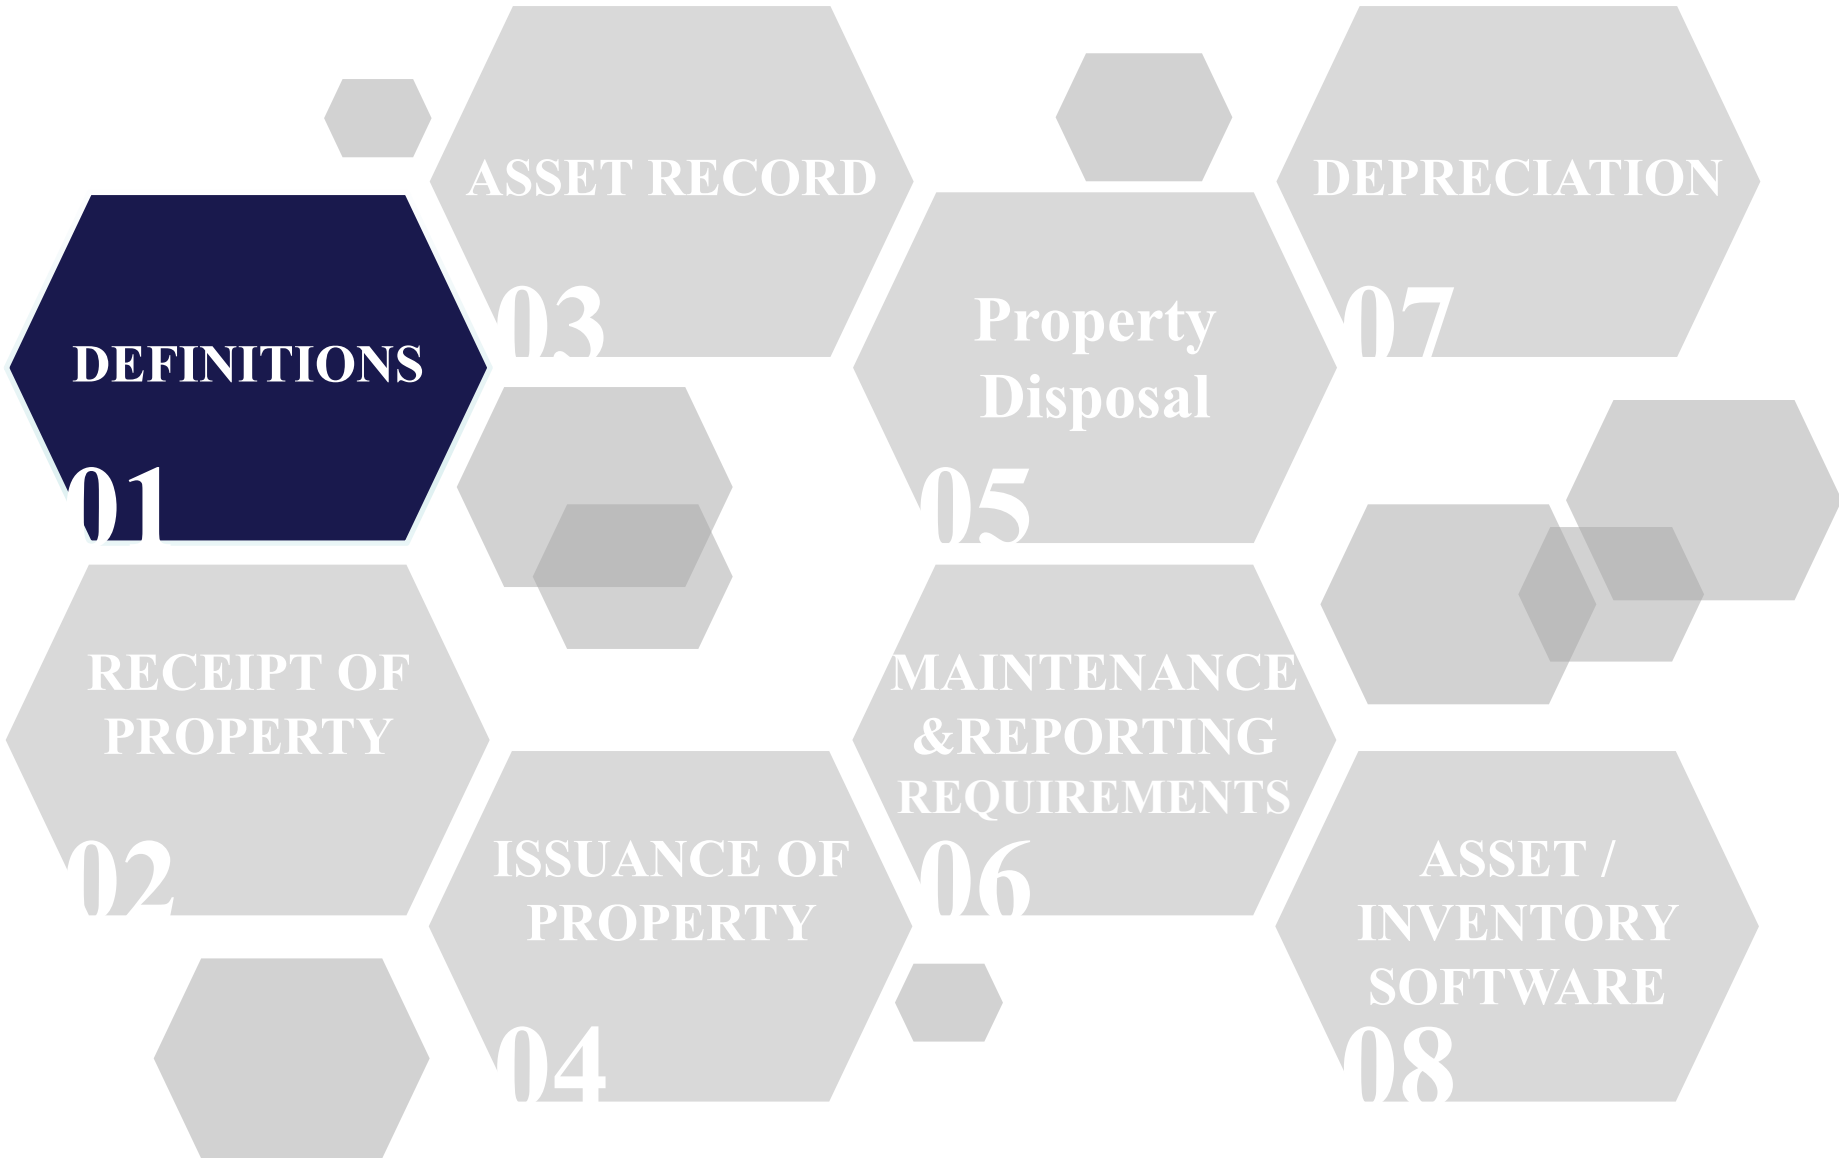 DEFINITIONS
01
RECEIPT OF
PROPERTY
02
ASSET RECORD
03
ISSUANCE OF
PROPERTY
04
Property
Disposal
05
MAINTENANCE
&REPORTING
REQUIREMENTS
06
DEPRECIATION
07
ASSET /
INVENTORY
SOFTWARE
08